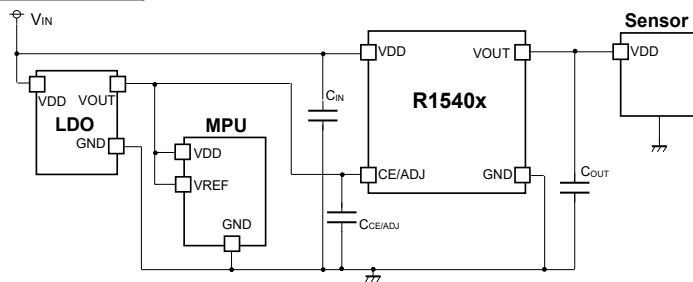 VIN
Sensor
VDD
VOUT
VDD
R1540x
VDD
VOUT
LDO
GND
CIN
MPU
VDD
VREF
GND
CE/ADJ
GND
COUT
CCE/ADJ